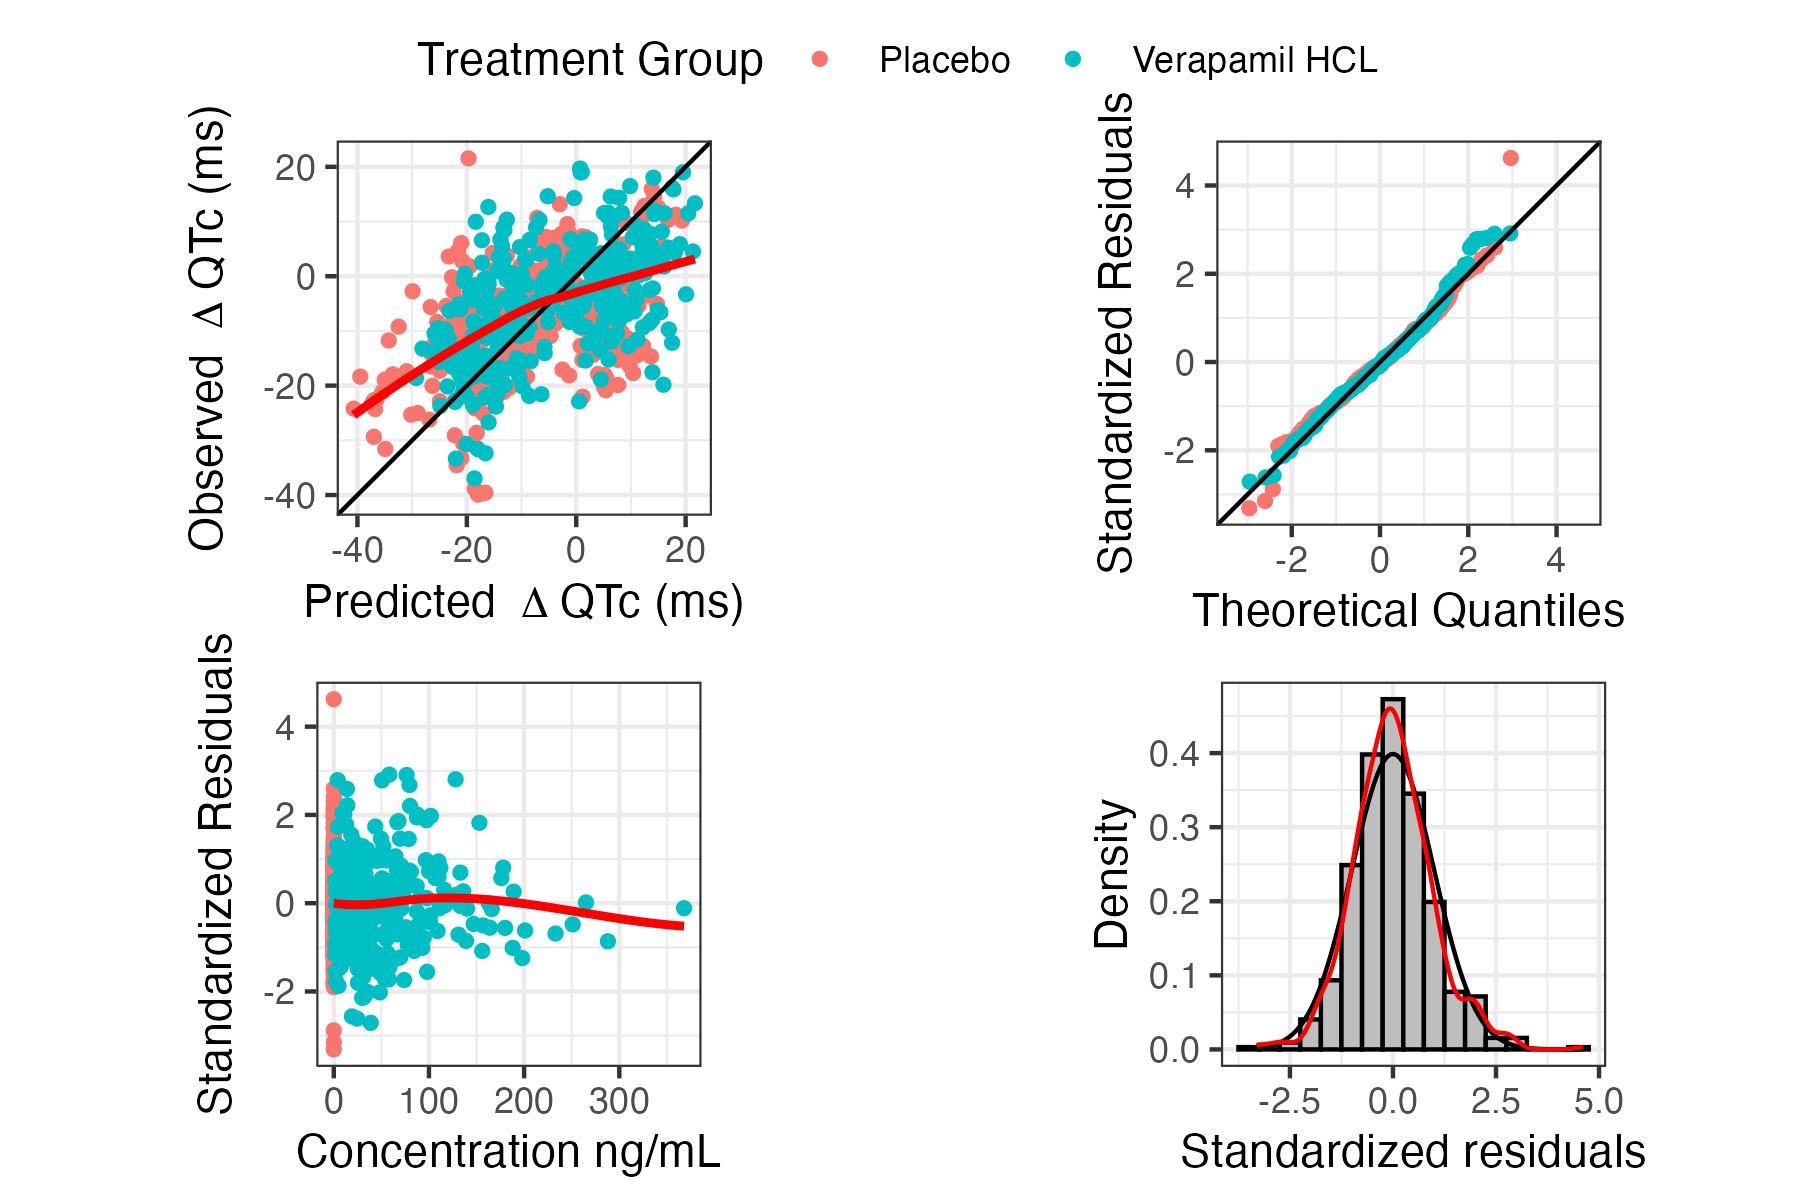 Treatment Group Placebo Verapamil HCL
Observed Δ QTc (ms)
20
0
-20
-40
-40 -20 0 20
Predicted Δ QTc (ms)
Standardized Residuals
4
2
0
-2
-2 0 2 4
Theoretical Quantiles
Standardized Residuals
4
2
0
-2
0 100 200 300
Concentration ng/mL
Density
0.4
0.3
0.2
0.1
0.0
-2.5 0.0 2.5 5.0
Standardized residuals